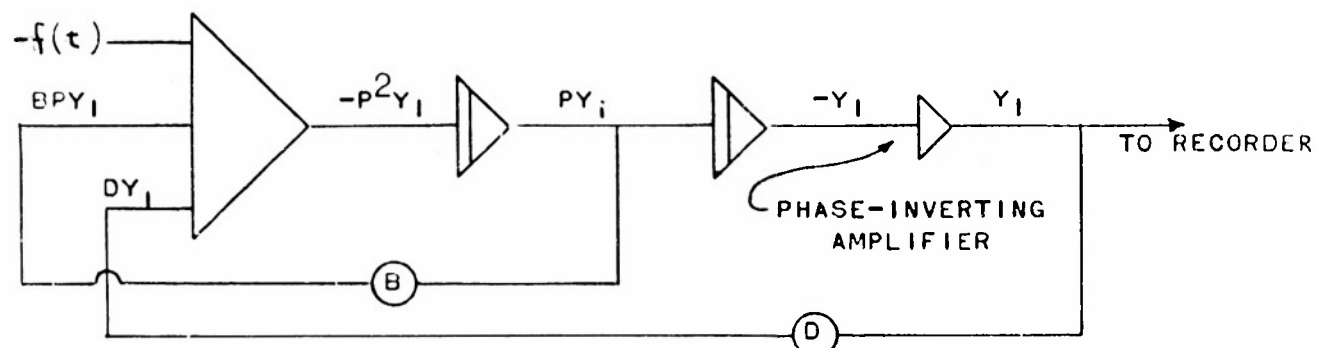 -f(t)
BPY₁
-P²Y₁
PYᵢ
-Y₁
Y₁
TO RECORDER
DY₁
PHASE-INVERTING
AMPLIFIER
B
D